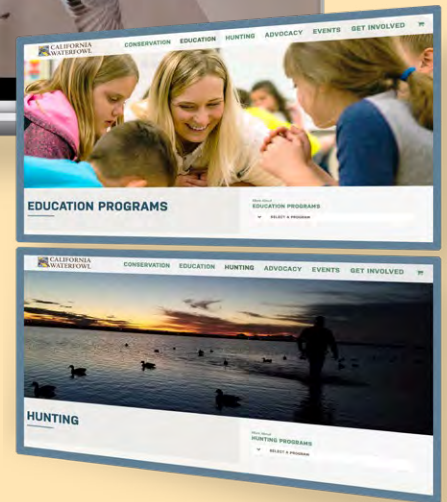 CALIFORNIA
WATERFOWL
CONSERVATION EDUCATION HUNTING ADVOCACY EVENTS GET INVOLVED
EDUCATION PROGRAMS
More About
EDUCATION PROGRAMS
SELECT A PROGRAM
CALIFORNIA
WATERFOWL
CONSERVATION EDUCATION HUNTING ADVOCACY EVENTS GET INVOLVED
HUNTING
More About
HUNTING PROGRAMS
SELECT A PROGRAM